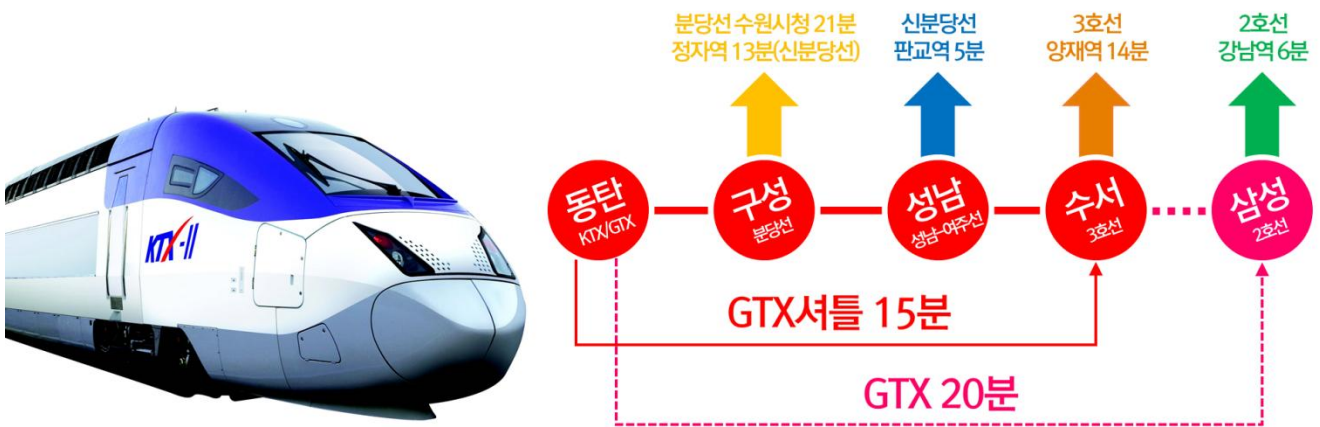 분당선 수원시청 21분
정자역 13분(신분당선)
신분당선
판교역 5분
3호선
양재역 14분
2호선
강남역 6분
동탄
KTX/GTX
구성
분당선
성남
성남-여주선
수서
3호선
삼성
2호선
KTX-II
GTX셔틀 15분
GTX 20분